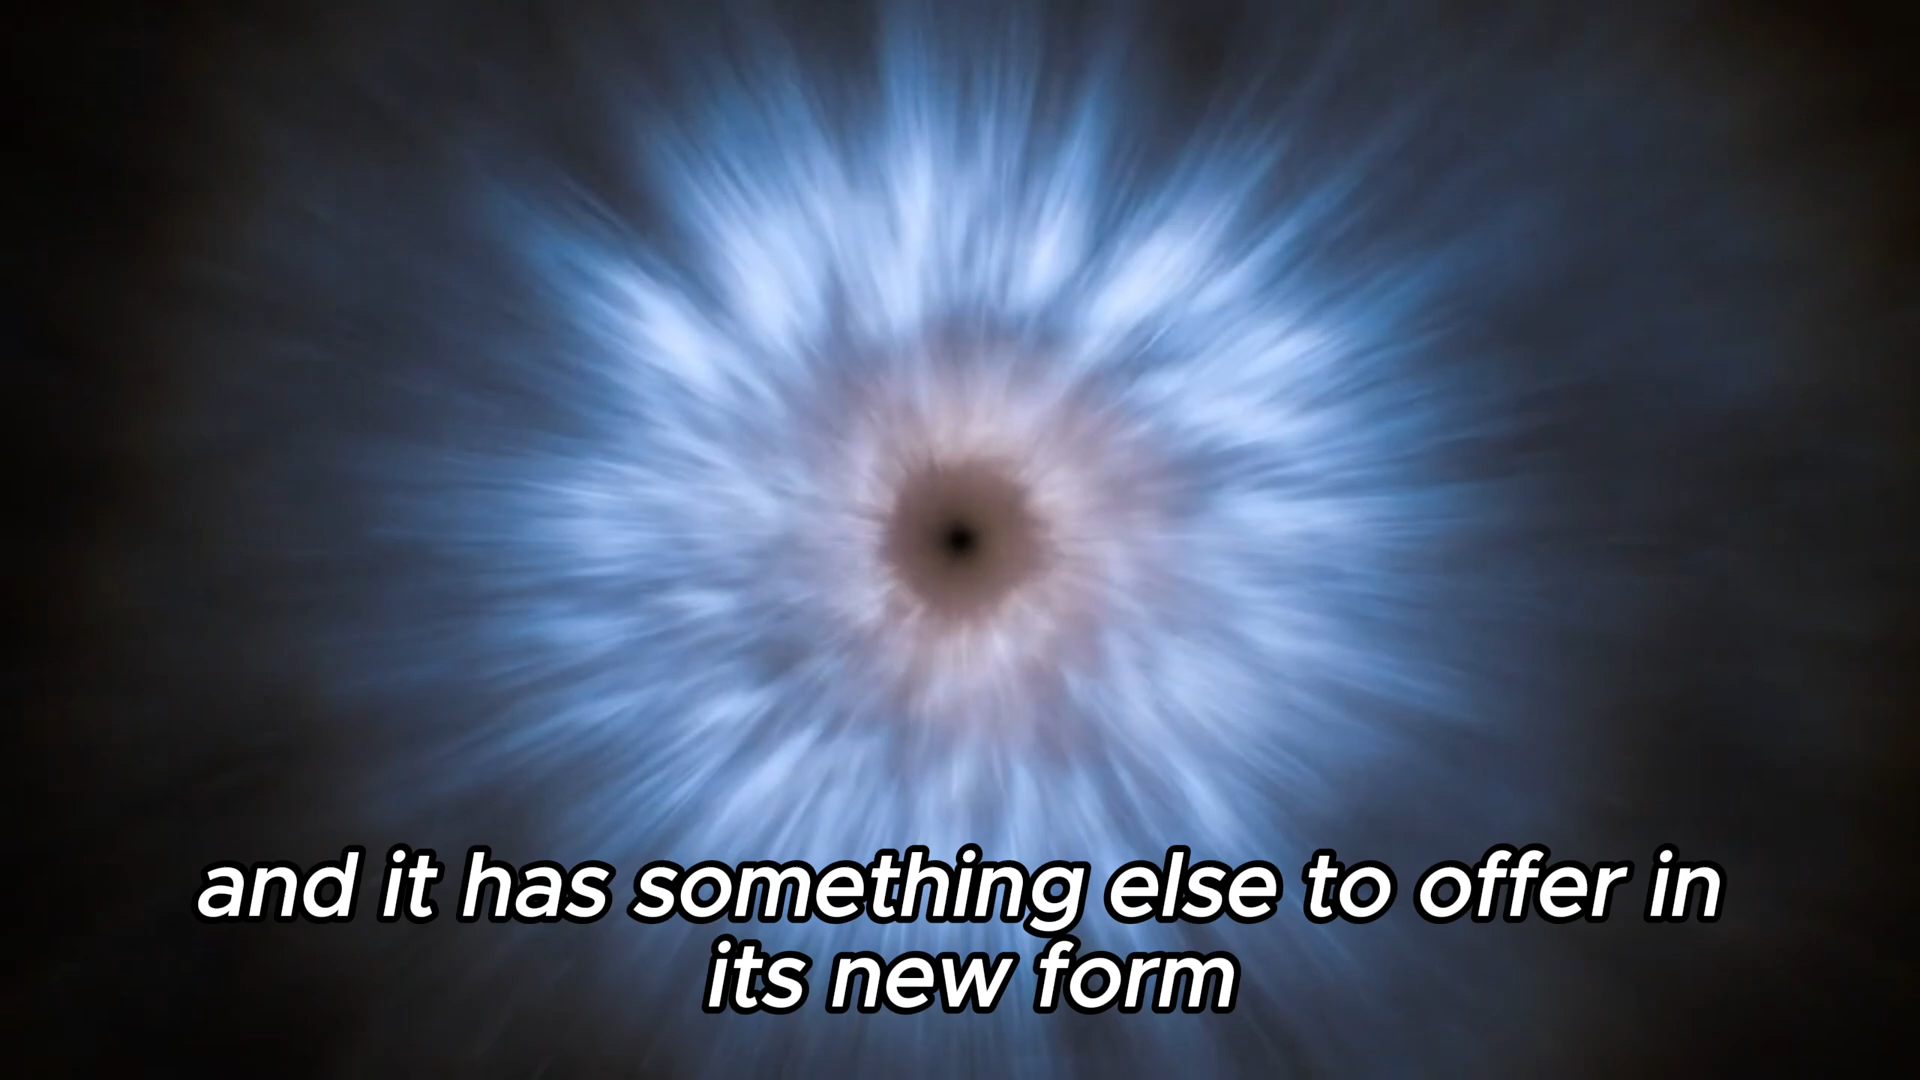 and it has something else to offer in
its new form